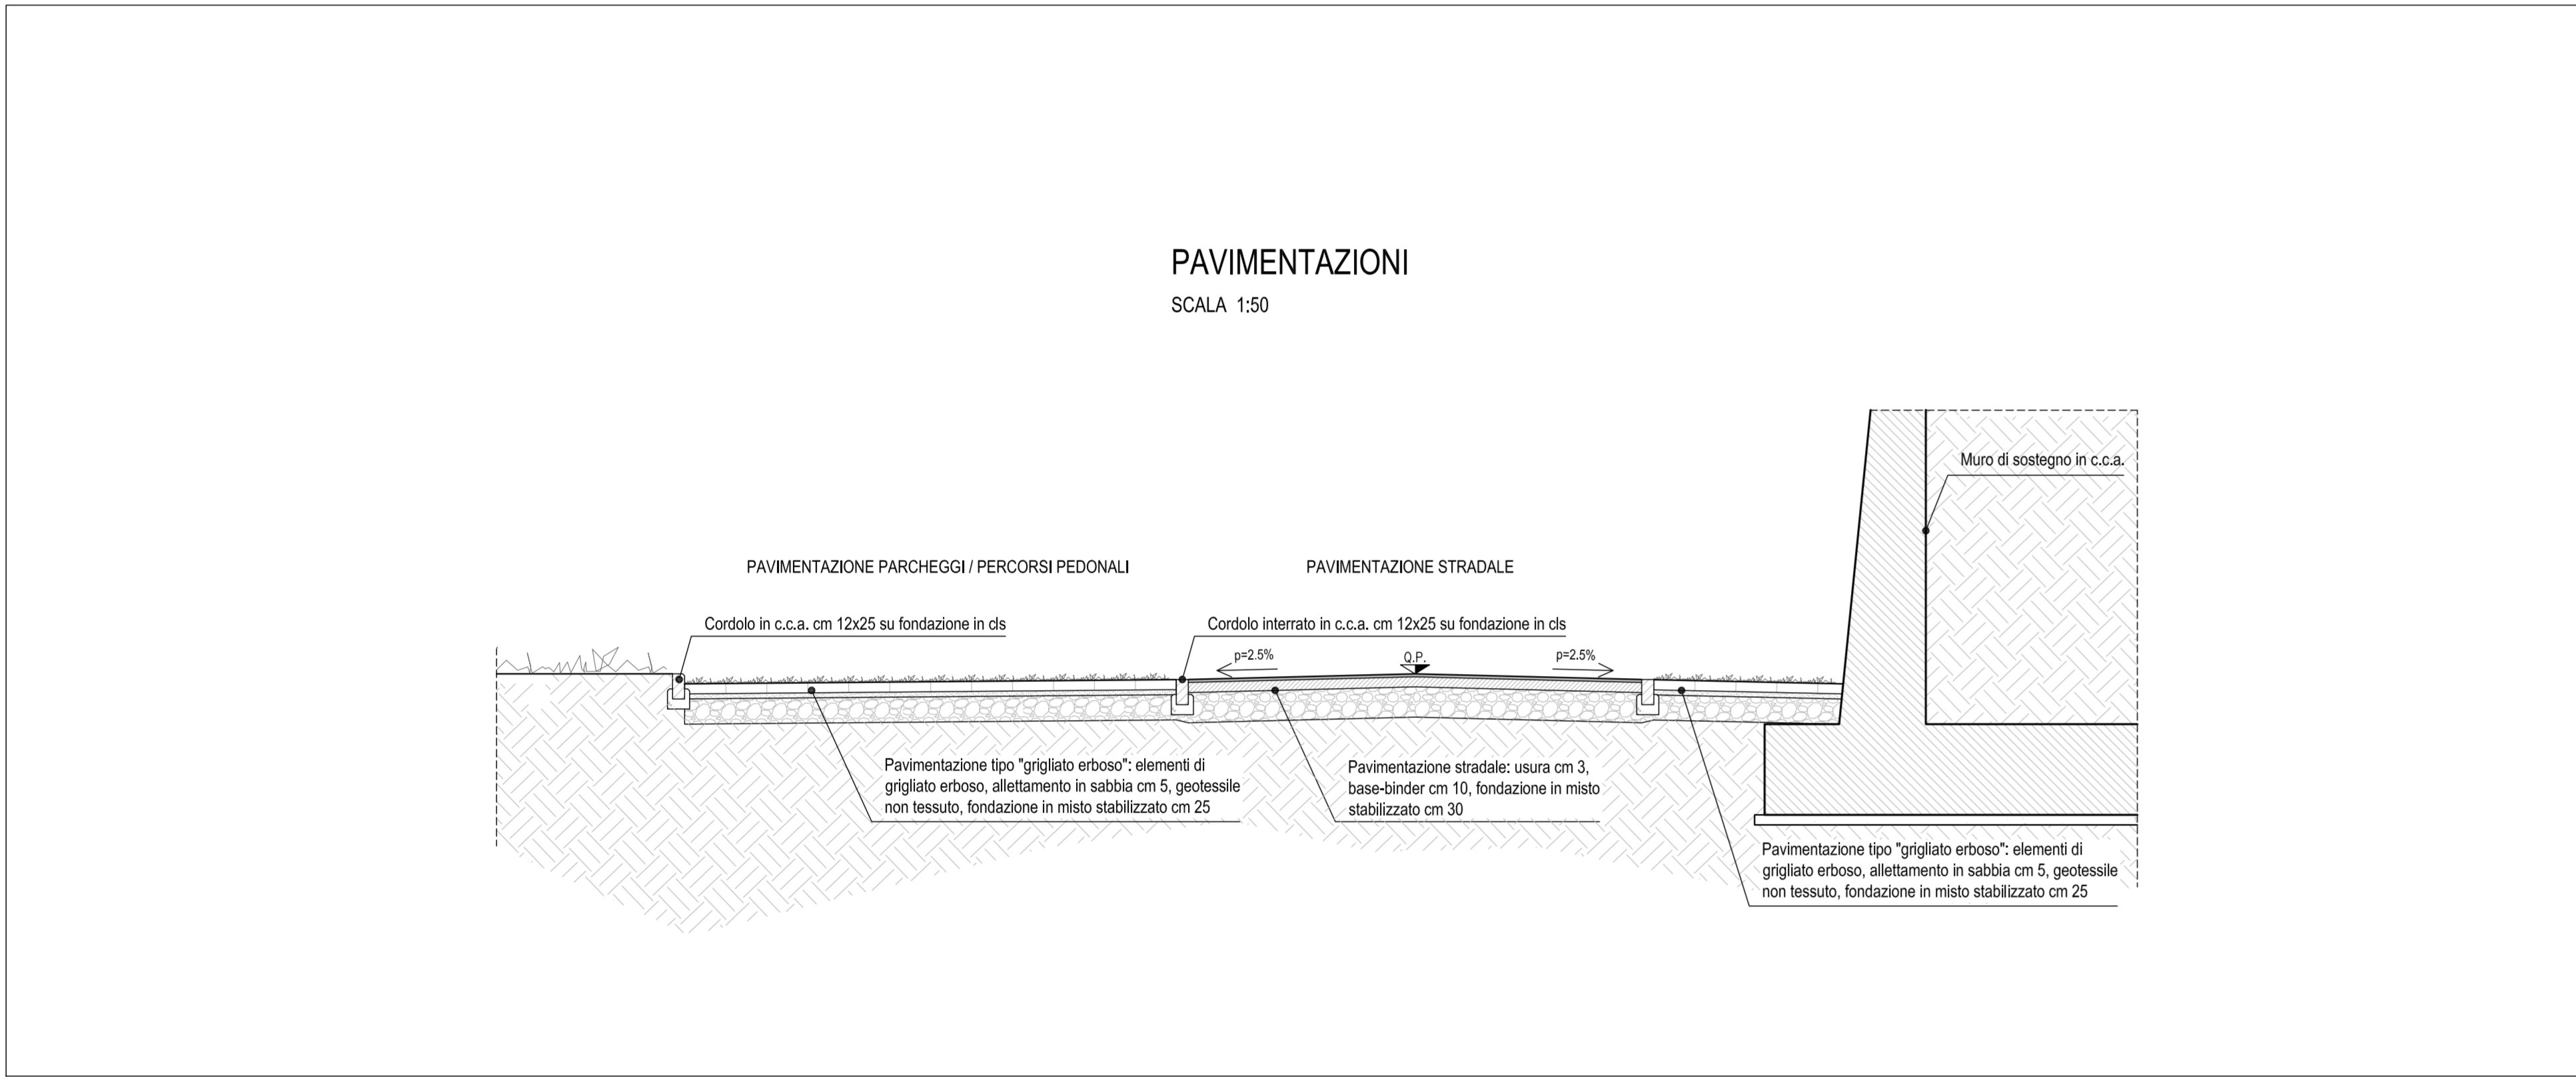 PAVIMENTAZIONI
SCALA 1:50
Muro di sostegno in c.c.a.
PAVIMENTAZIONE PARCHEGGI / PERCORSI PEDONALI
PAVIMENTAZIONE STRADALE
Cordolo in c.c.a. cm 12x25 su fondazione in cls
Cordolo interrato in c.c.a. cm 12x25 su fondazione in cls
p=2.5%
Q.P.
p=2.5%
Pavimentazione tipo "grigliato erboso": elementi di
grigliato erboso, allettamento in sabbia cm 5, geotessile
non tessuto, fondazione in misto stabilizzato cm 25
Pavimentazione stradale: usura cm 3,
base-binder cm 10, fondazione in misto
stabilizzato cm 30
Pavimentazione tipo "grigliato erboso": elementi di
grigliato erboso, allettamento in sabbia cm 5, geotessile
non tessuto, fondazione in misto stabilizzato cm 25